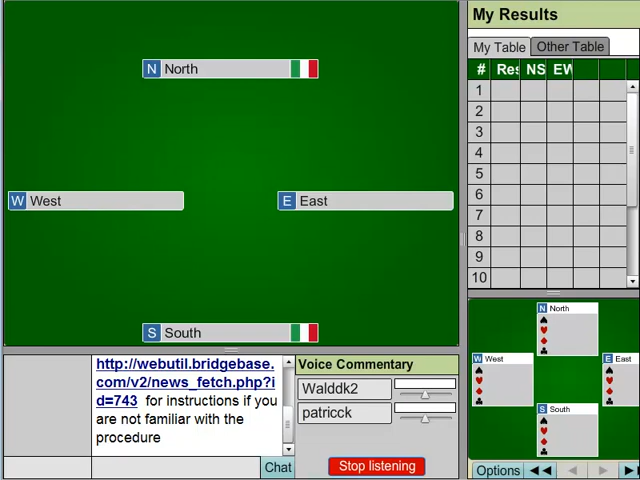 My Results
My Table Other Table
# Res NS EW
1
2
3
4
5
6
7
8
9
10
N North
W West
E East
S South
N North
W West
E East
S South
http://webutil.bridgebase.
com/v2/news_fetch.php?i
d=743 for instructions if you
are not familiar with the
procedure
Chat
Voice Commentary
Walddk2
patricck
Stop listening
Options